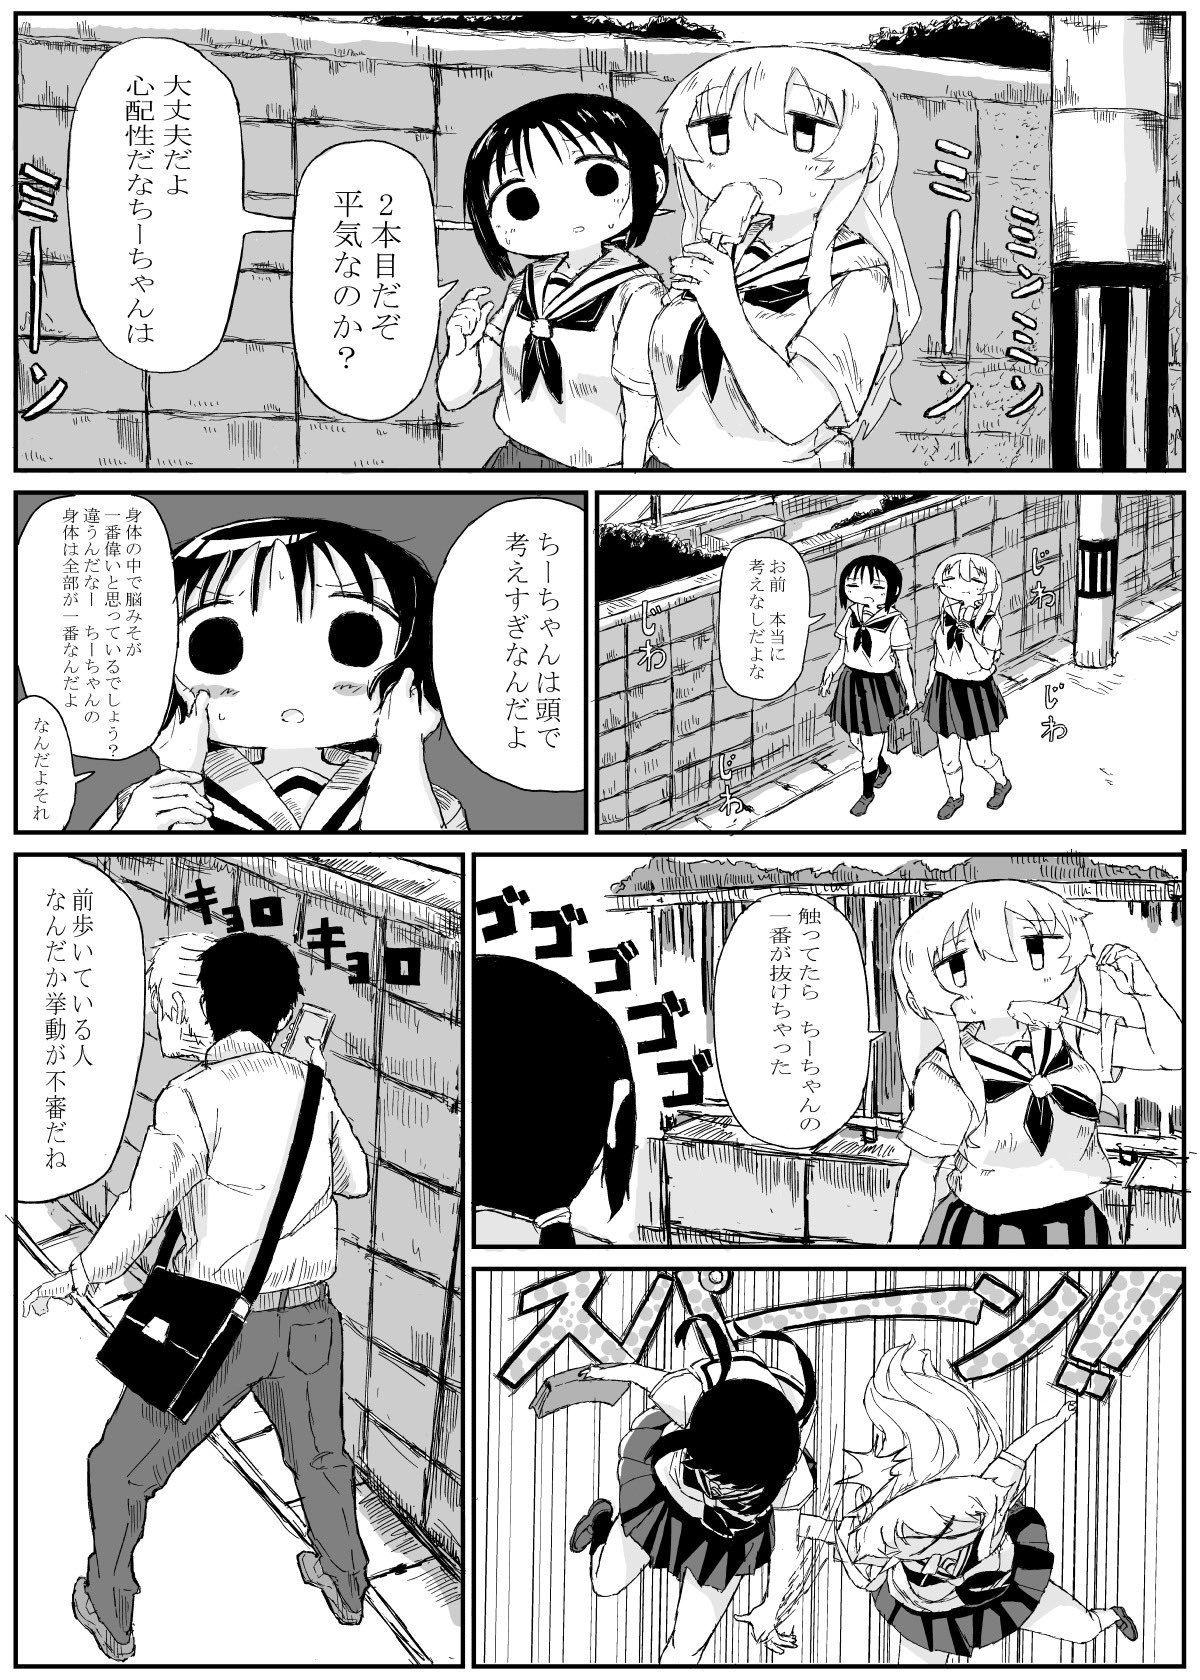 2本目だぞ
平気なのか？
大丈夫だよ
心配性だなちーちゃんは
ミーンミンミンミン
ミーーン
ミーーン
お前　本当に
考えなしだよな
じわ
じわ
じわ
じわ
ちーちゃんは頭で
考えすぎなんだよ
身体の中で脳みそが
一番偉いと思っているでしょう？
違うんだなー　ちーちゃんの
身体は全部が一番なんだよ
なんだよそれ
触ってたら　ちーちゃんの
一番が抜けちゃった
ゴゴゴゴゴゴ
スパーン!!
前歩いている人
なんだか挙動が不審だね
キョロ
キョロ